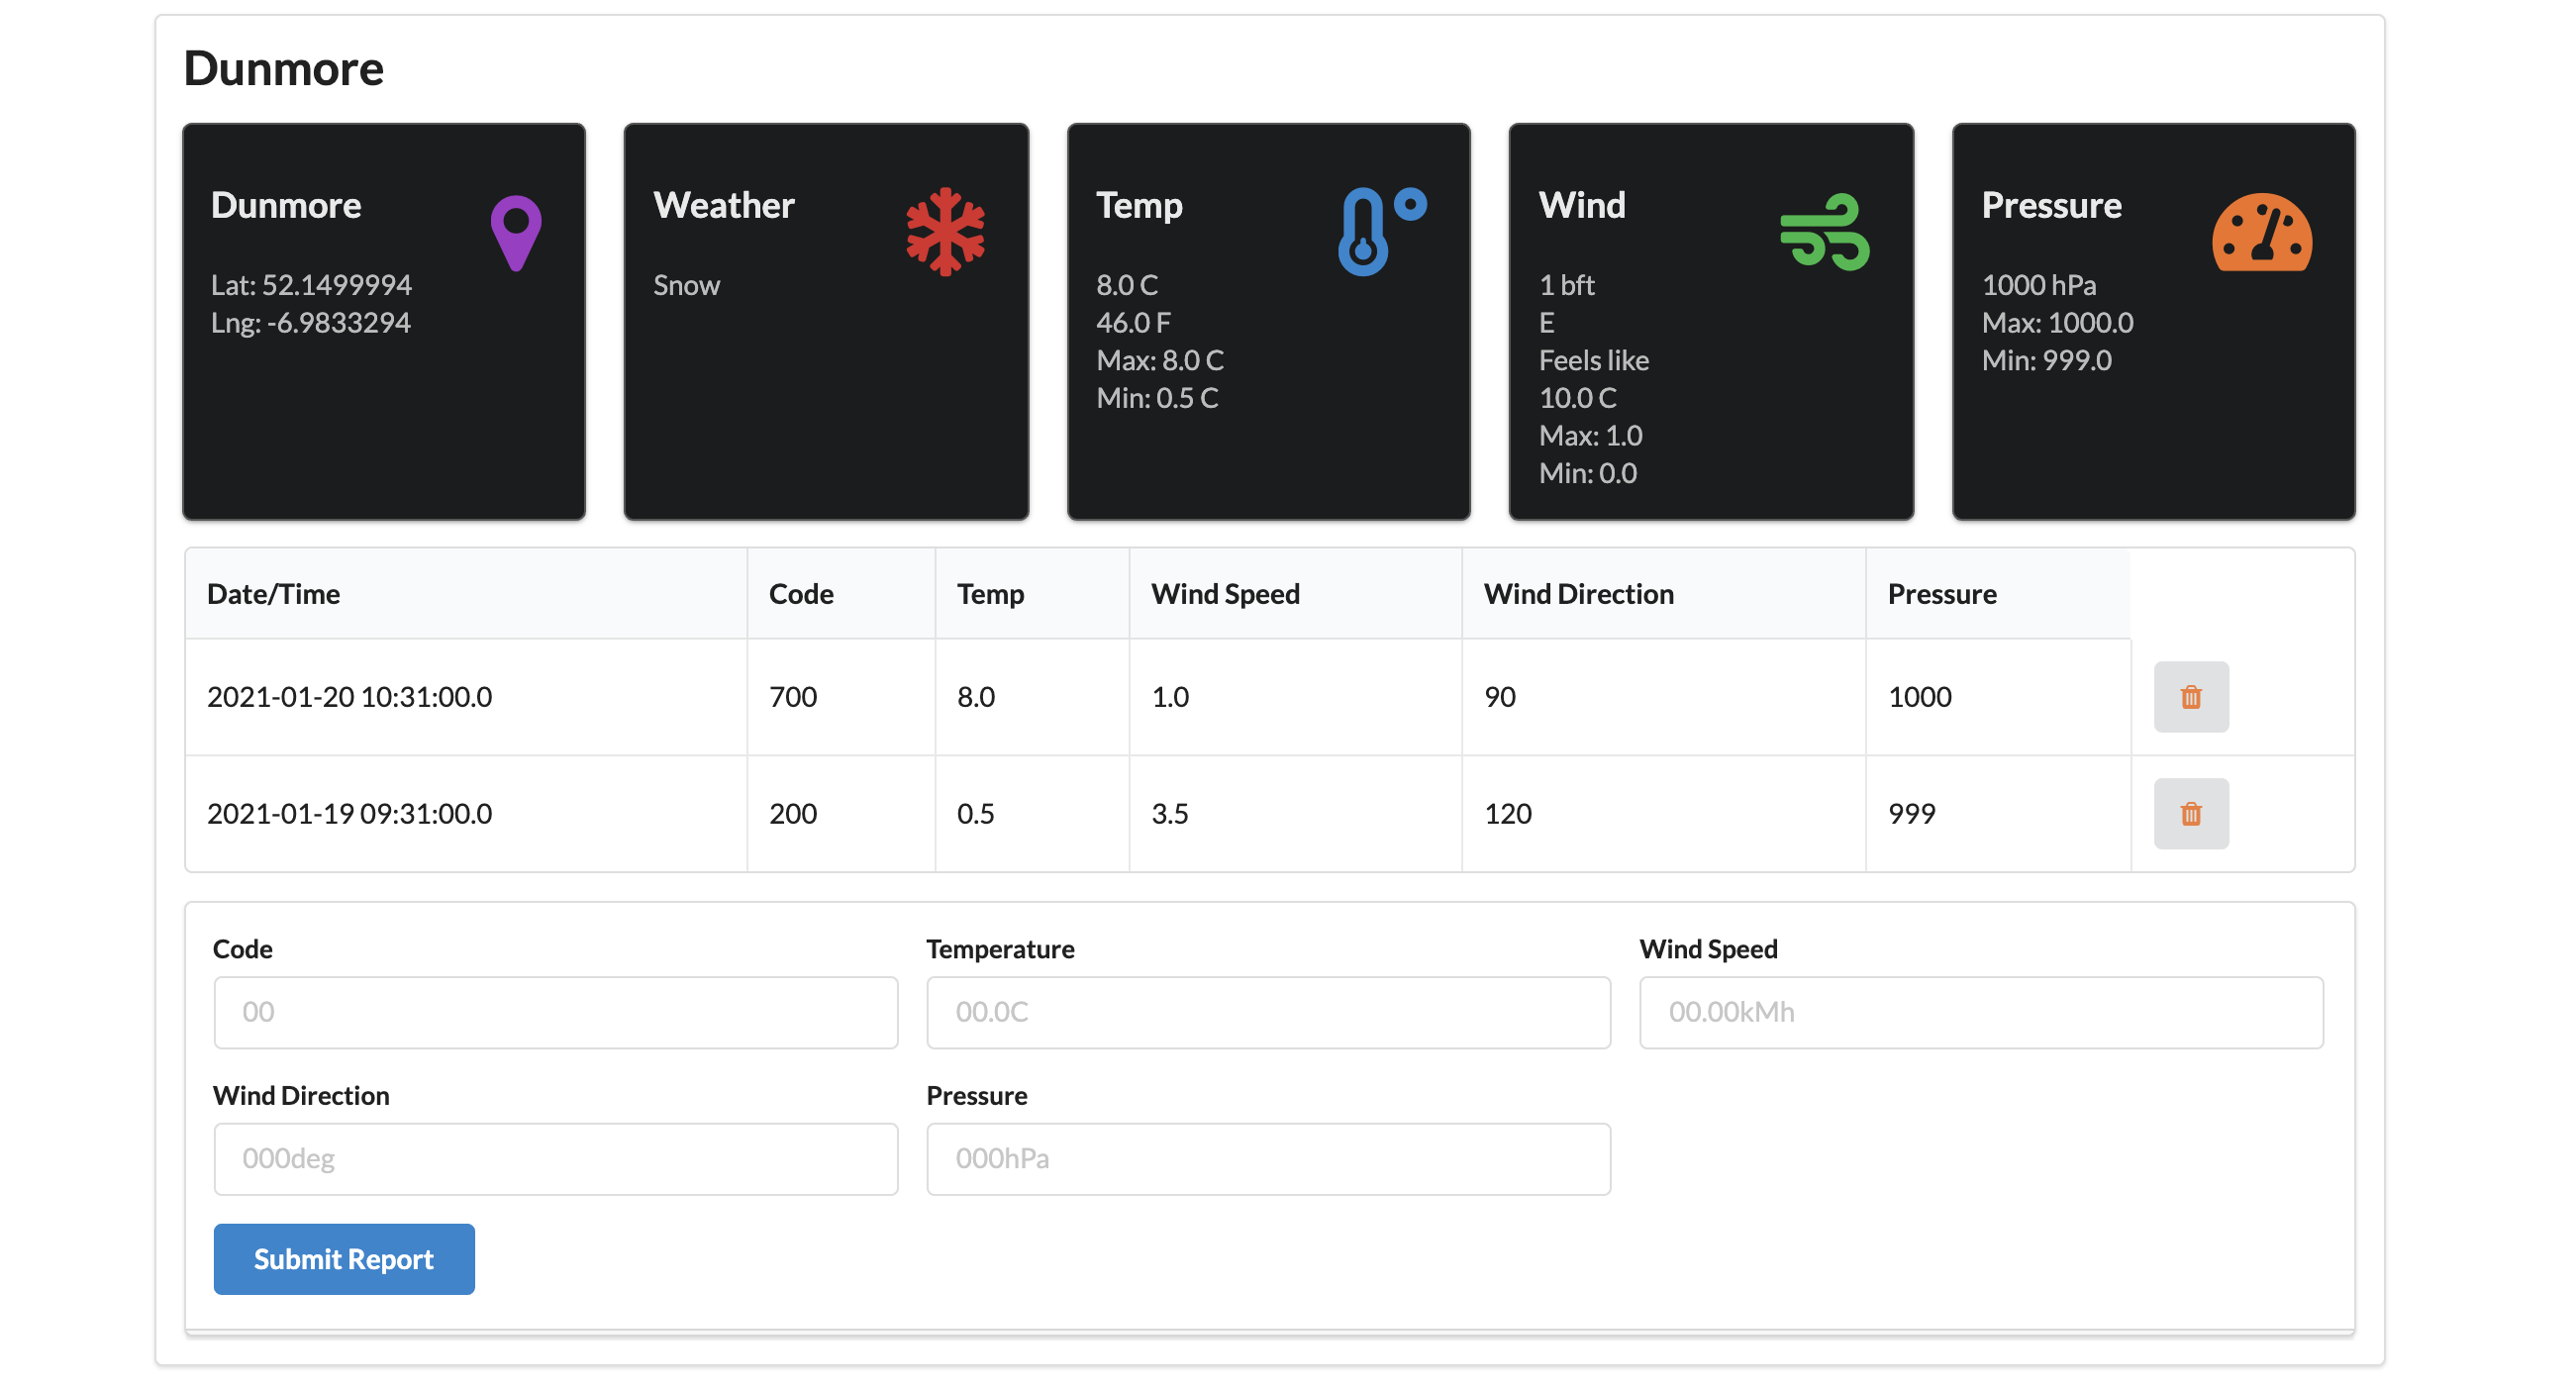 Dunmore
Dunmore
Lat: 52.1499994
Lng: -6.9833294
Weather
Snow
Temp
8.0 C
46.0 F
Max: 8.0 C
Min: 0.5 C
Wind
1 bft
E
Feels like
10.0 C
Max: 1.0
Min: 0.0
Pressure
1000 hPa
Max: 1000.0
Min: 999.0
Date/Time Code Temp Wind Speed Wind Direction Pressure
2021-01-20 10:31:00.0 700 8.0 1.0 90 1000
2021-01-19 09:31:00.0 200 0.5 3.5 120 999
Code Temperature Wind Speed
00 00.0C 00.00kMh
Wind Direction Pressure
000deg 000hPa
Submit Report